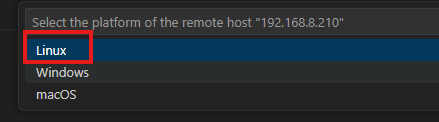 Select the platform of the remote host "192.168.8.210"
Linux
Windows
macOS